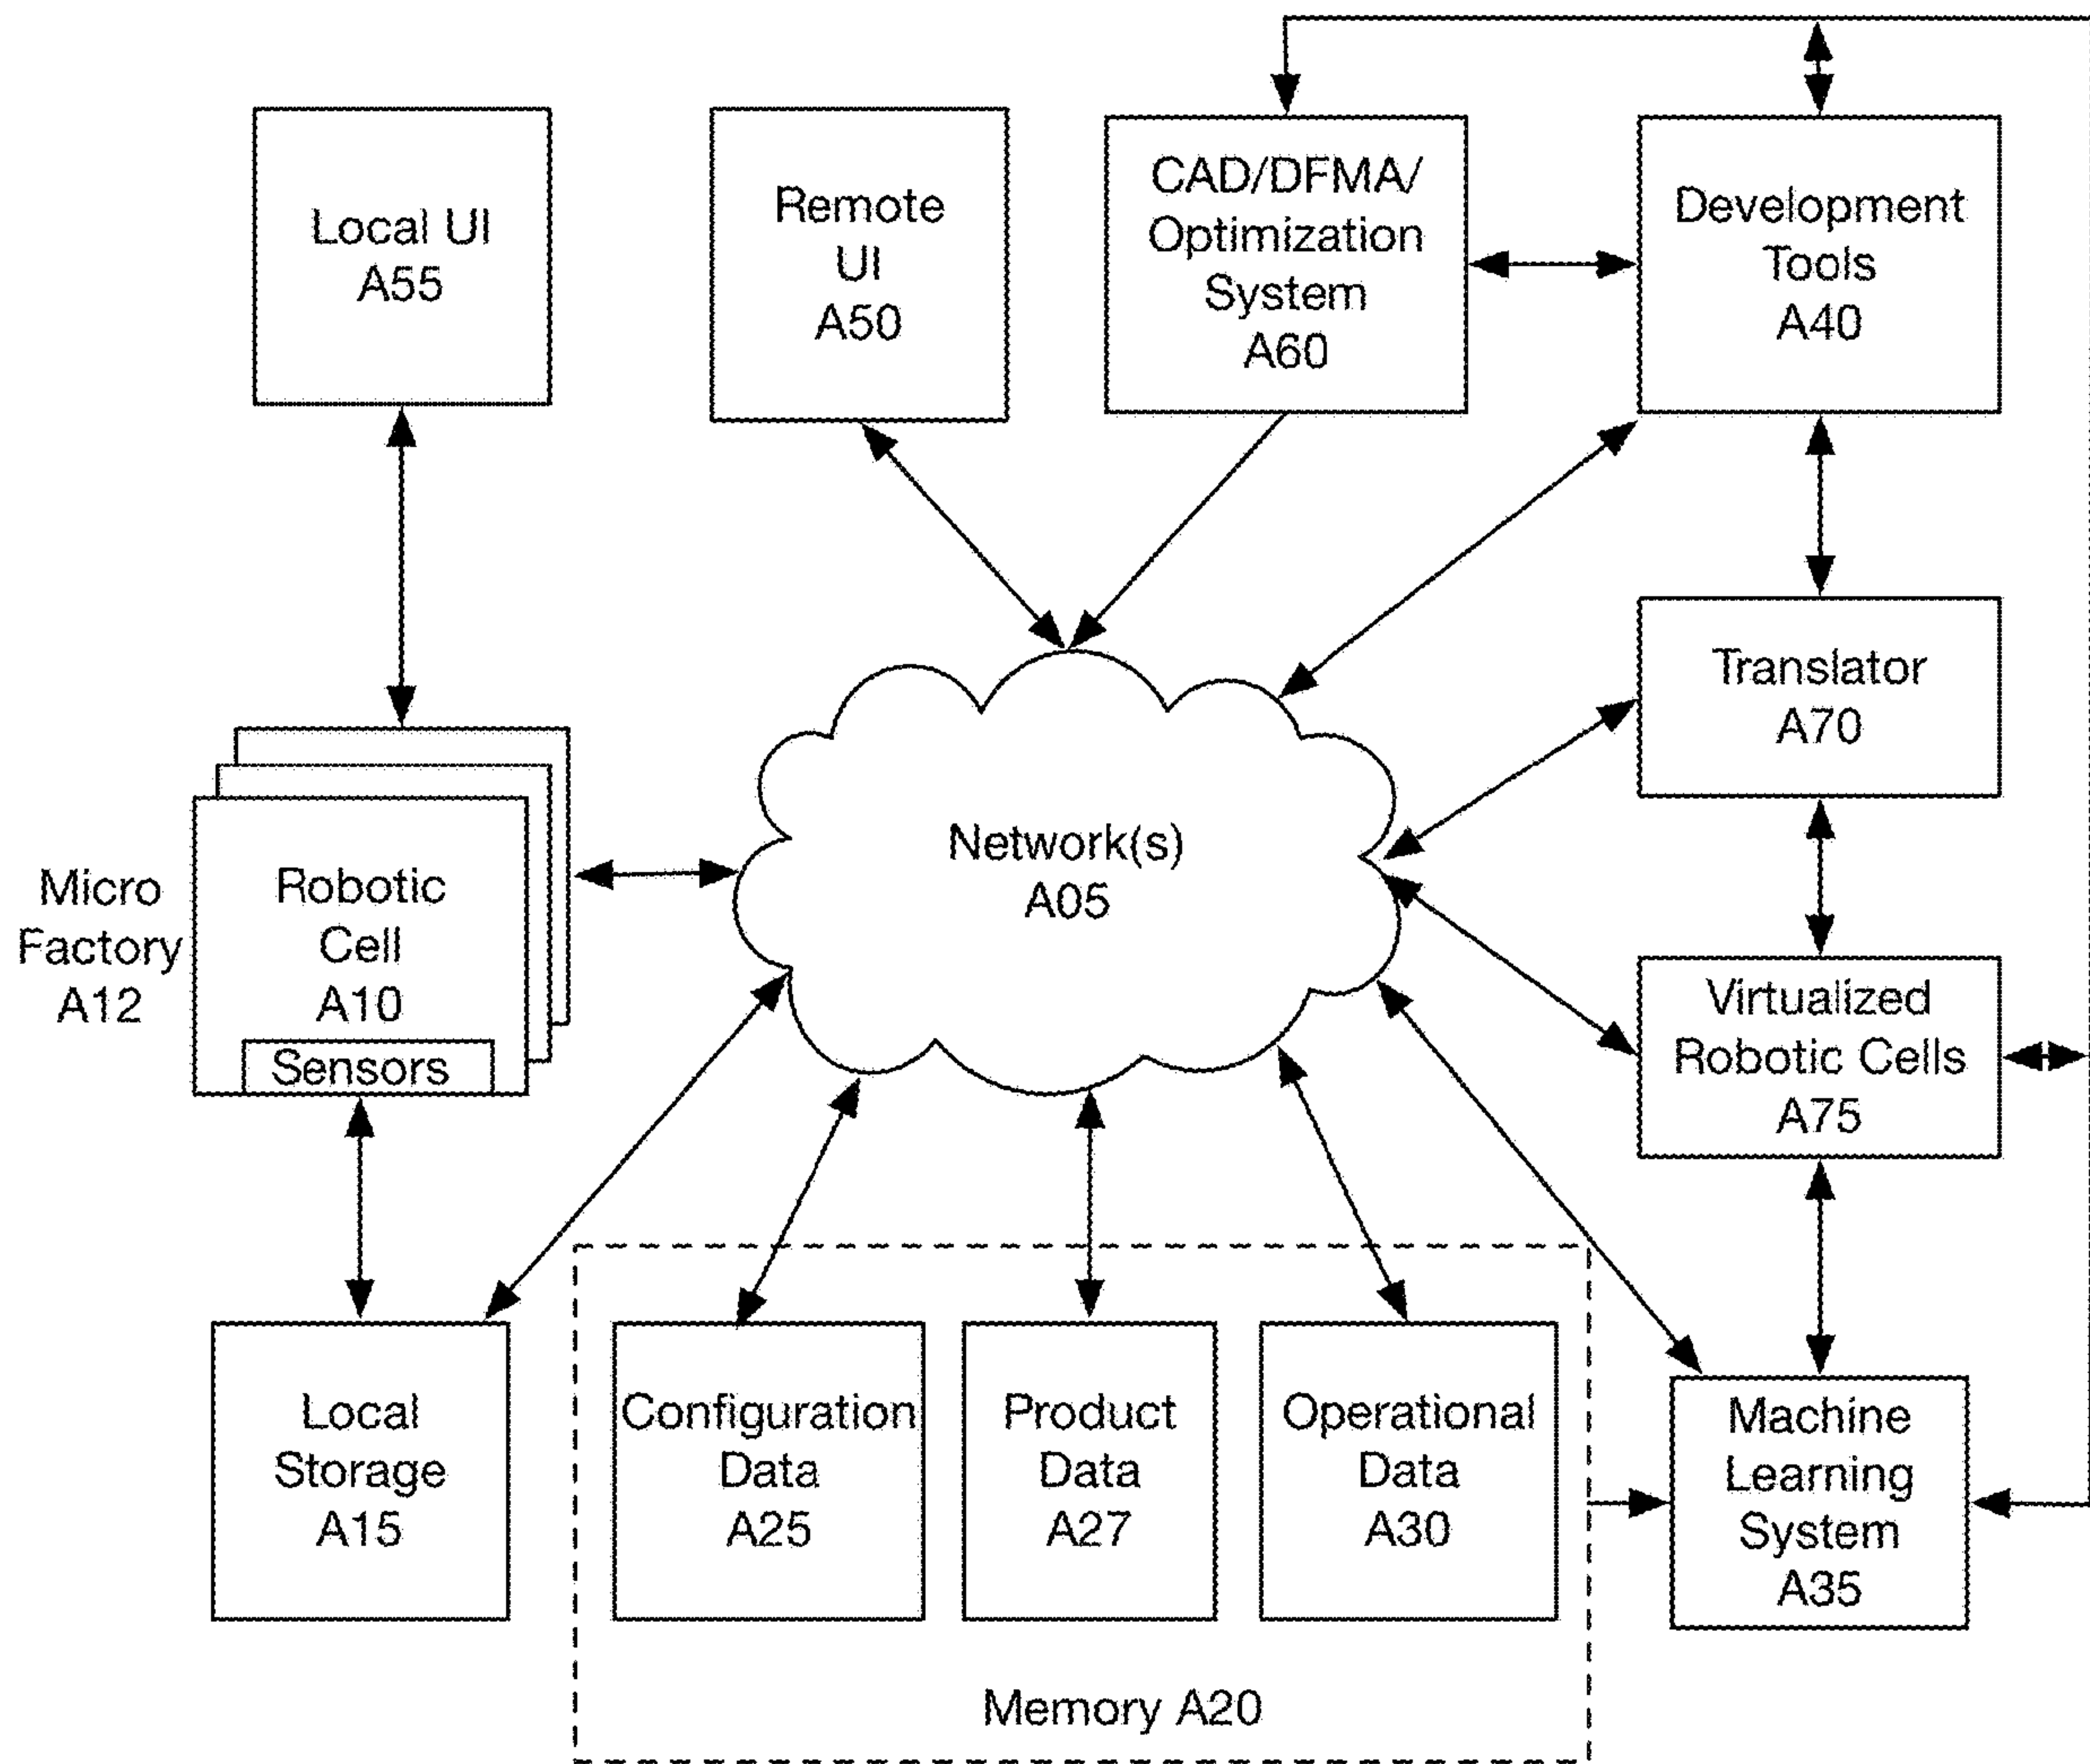 Local UI
A55
Remote
UI
A50
CAD/DFMA/
Optimization
System
A60
Development
Tools
A40
Translator
A70
Micro
Factory
A12
Robotic
Cell
A10
Sensors
Network(s)
A05
Virtualized
Robotic Cells
A75
Local
Storage
A15
Configuration
Data
A25
Product
Data
A27
Operational
Data
A30
Machine
Learning
System
A35
Memory A20